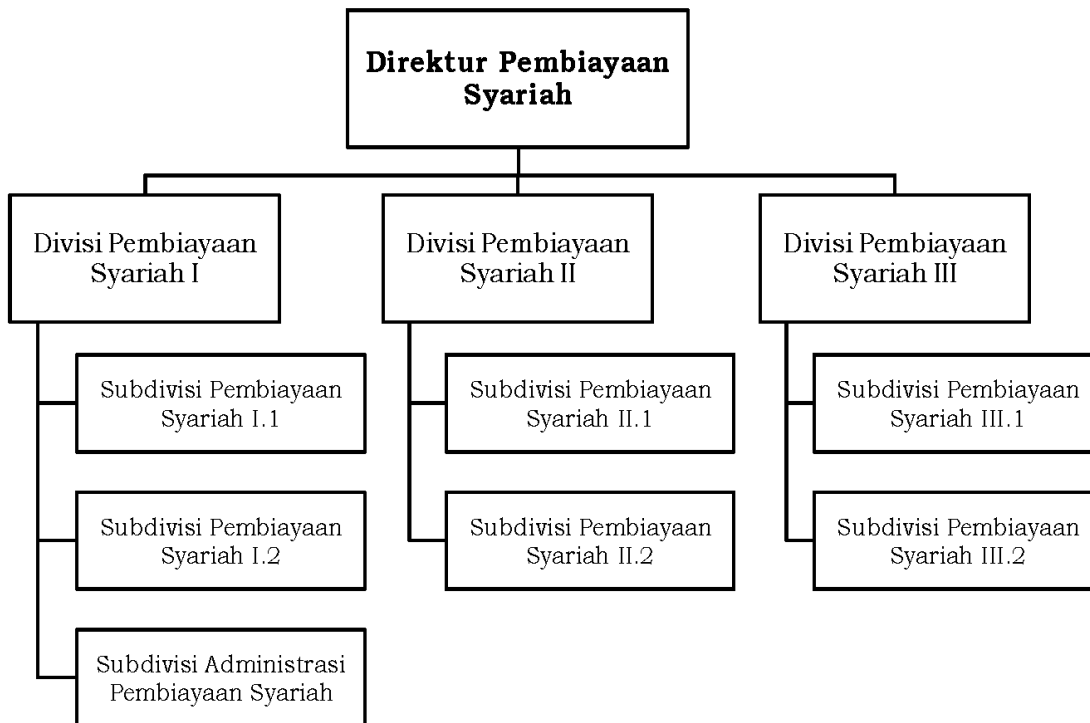 Direktur Pembiayaan
Syariah
Divisi Pembiayaan
Syariah I
Divisi Pembiayaan
Syariah II
Divisi Pembiayaan
Syariah III
Subdivisi Pembiayaan
Syariah I.1
Subdivisi Pembiayaan
Syariah II.1
Subdivisi Pembiayaan
Syariah III.1
Subdivisi Pembiayaan
Syariah I.2
Subdivisi Pembiayaan
Syariah II.2
Subdivisi Pembiayaan
Syariah III.2
Subdivisi Administrasi
Pembiayaan Syariah